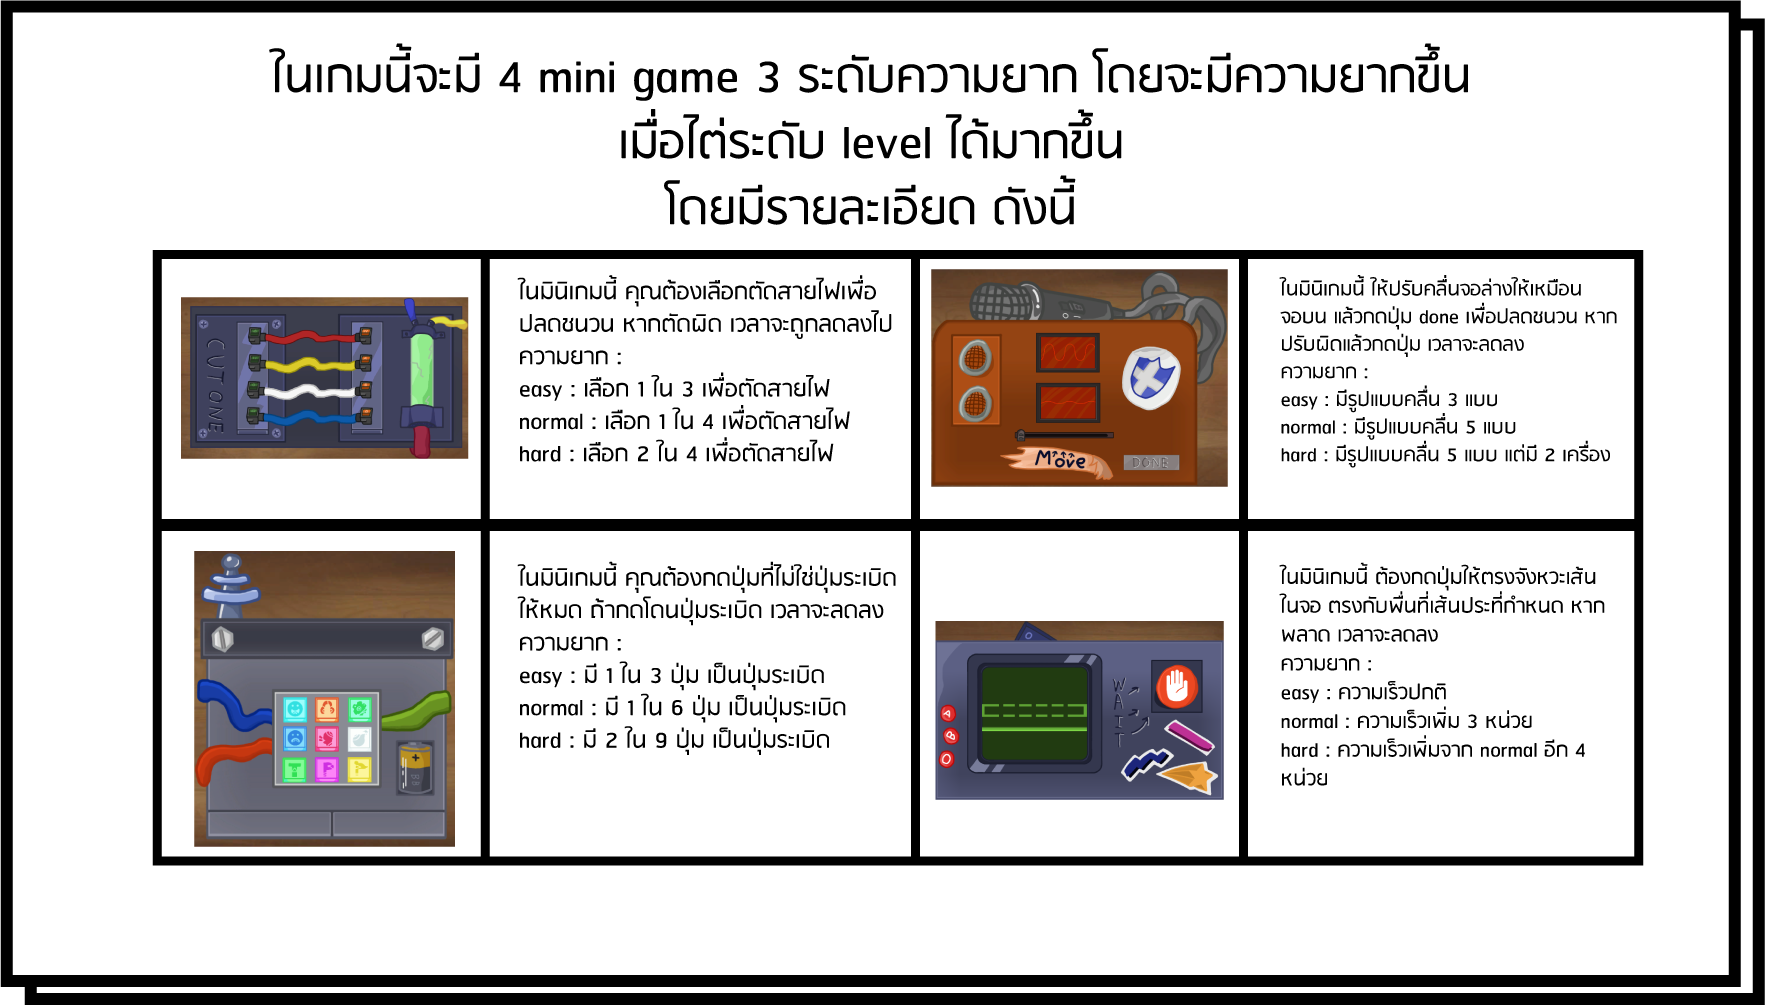 ในเกมนี้จะมี 4 mini game 3 ระดับความยาก โดยจะมีความยากขึ้น
เมื่อไต่ระดับ level ได้มากขึ้น
โดยมีรายละเอียด ดังนี้
CUT ONE
ในมินิเกมนี้ คุณต้องเลือกตัดสายไฟเพื่อ
ปลดชนวน หากตัดผิด เวลาจะถูกลดลงไป
ความยาก :
easy : เลือก 1 ใน 3 เพื่อตัดสายไฟ
normal : เลือก 1 ใน 4 เพื่อตัดสายไฟ
hard : เลือก 2 ใน 4 เพื่อตัดสายไฟ
Move
DONE
ในมินิเกมนี้ ให้ปรับคลื่นจอล่างให้เหมือน
จอบน แล้วกดปุ่ม done เพื่อปลดชนวน หาก
ปรับผิดแล้วกดปุ่ม เวลาจะลดลง
ความยาก :
easy : มีรูปแบบคลื่น 3 แบบ
normal : มีรูปแบบคลื่น 5 แบบ
hard : มีรูปแบบคลื่น 5 แบบ แต่มี 2 เครื่อง
T P A
ในมินิเกมนี้ คุณต้องกดปุ่มที่ไม่ใช่ปุ่มระเบิด
ให้หมด ถ้ากดโดนปุ่มระเบิด เวลาจะลดลง
ความยาก :
easy : มี 1 ใน 3 ปุ่ม เป็นปุ่มระเบิด
normal : มี 1 ใน 6 ปุ่ม เป็นปุ่มระเบิด
hard : มี 2 ใน 9 ปุ่ม เป็นปุ่มระเบิด
A
B
O
WAIT
ในมินิเกมนี้ ต้องกดปุ่มให้ตรงจังหวะเส้น
ในจอ ตรงกับพื่นที่เส้นประที่กำหนด หาก
พลาด เวลาจะลดลง
ความยาก :
easy : ความเร็วปกติ
normal : ความเร็วเพิ่ม 3 หน่วย
hard : ความเร็วเพิ่มจาก normal อีก 4
หน่วย